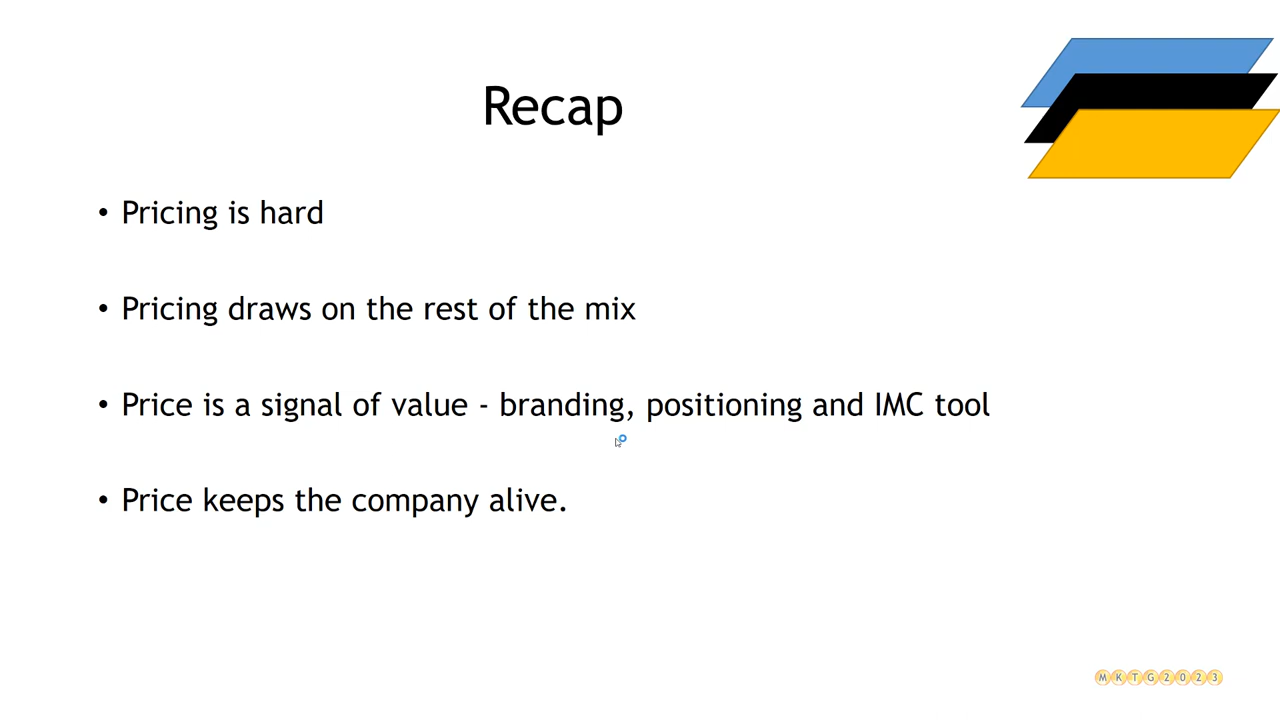 Recap
• Pricing is hard
• Pricing draws on the rest of the mix
• Price is a signal of value - branding, positioning and IMC tool
• Price keeps the company alive.
MKTG2023